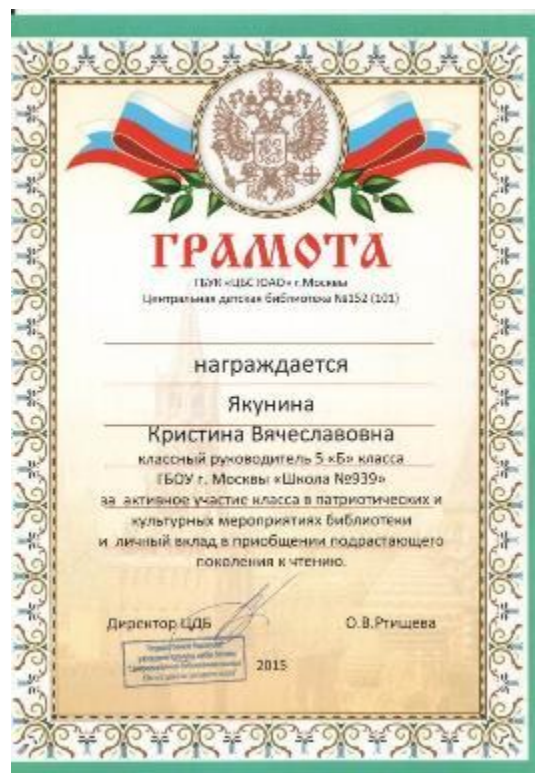 ГРАМОТА
ГБУК «ЦБС ЮАО» г.Москвы
Центральная детская библиотека №152 (101)
награждается
Якунина
Кристина Вячеславовна
классный руководитель 5 «Б» класса
ГБОУ г. Москвы «Школа №939»
за активное участие класса в патриотических и
культурных мероприятиях библиотеки
и личный вклад в приобщении подрастающего
поколения к чтению.
Директор ЦДБ О.В.Ртищева
2015